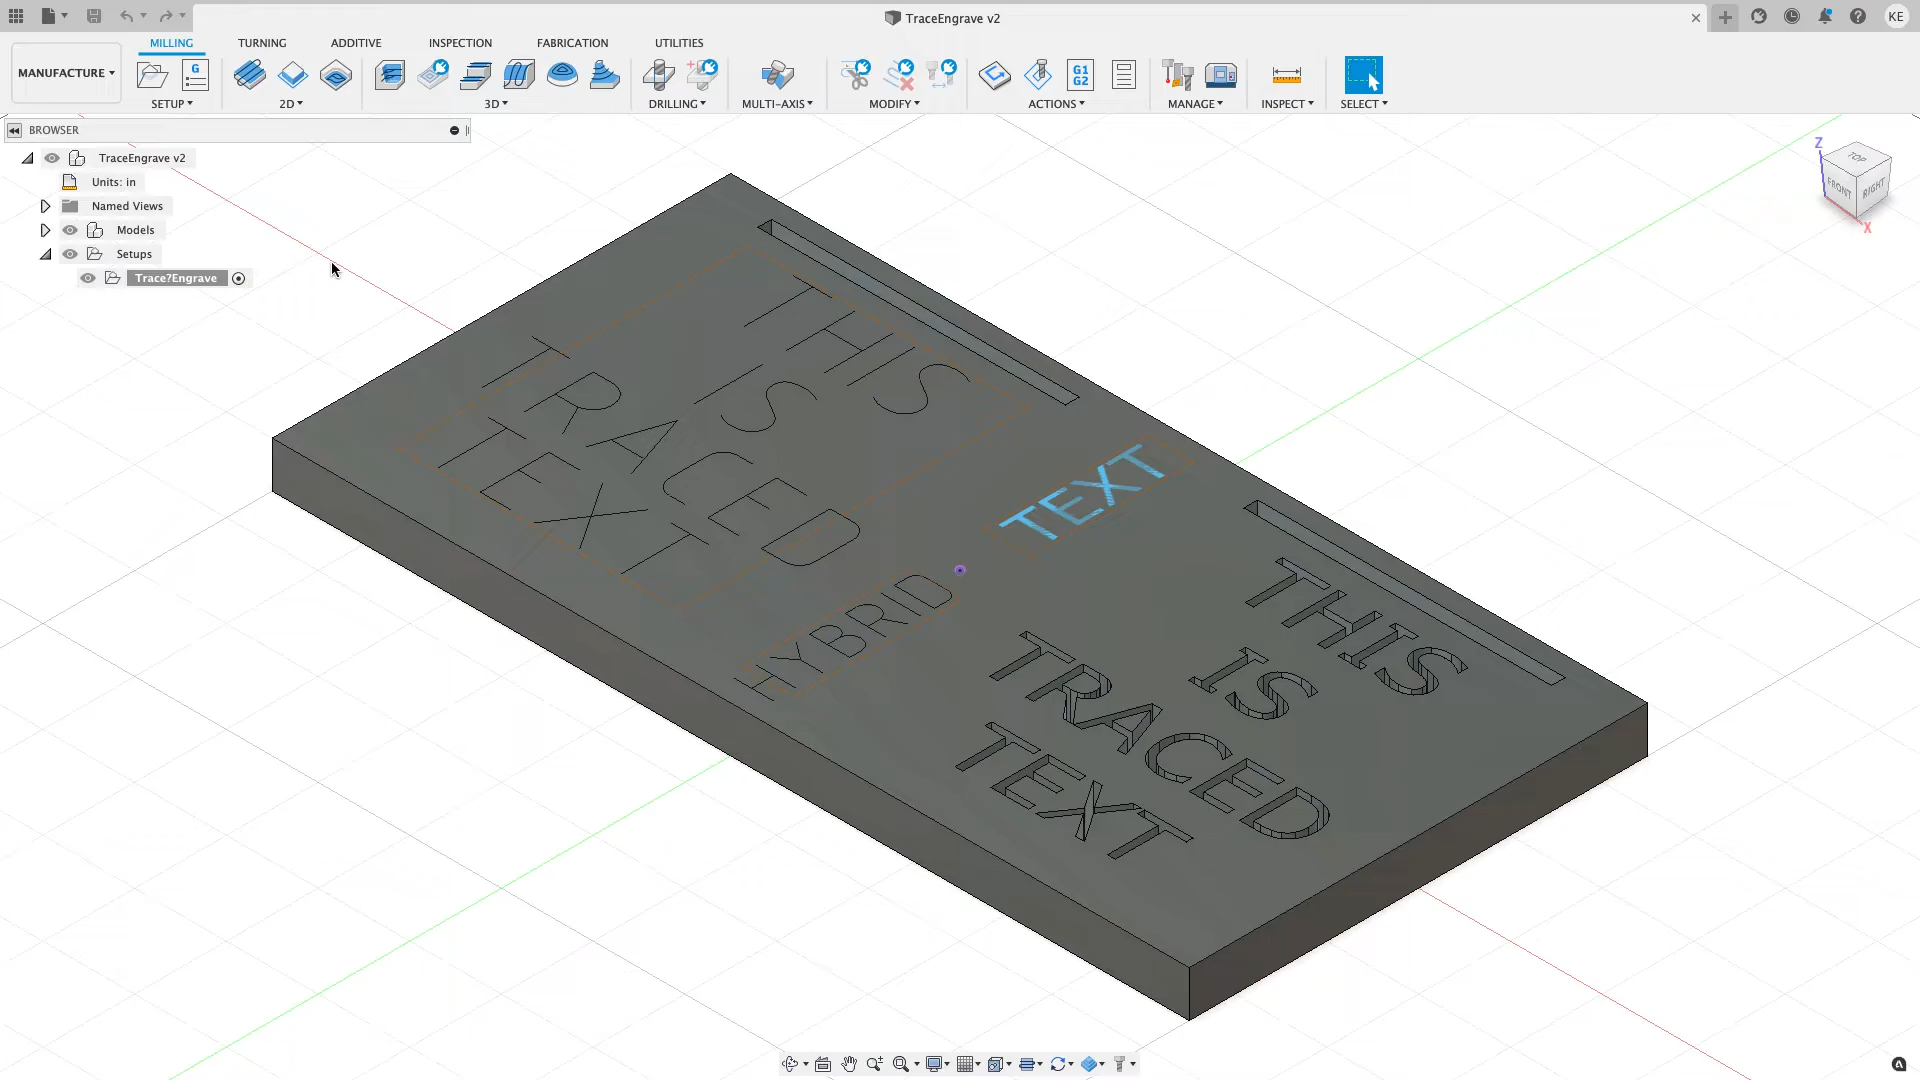 TraceEngrave v2
KE
MANUFACTURE
MILLING
TURNING
ADDITIVE
INSPECTION
FABRICATION
UTILITIES
G
G1
G2
SETUP
2D
3D
DRILLING
MULTI-AXIS
MODIFY
ACTIONS
MANAGE
INSPECT
SELECT
BROWSER
TraceEngrave v2
Units: in
Named Views
Models
Setups
Trace?Engrave
Z
TOP
FRONT
RIGHT
X
THIS
IS
TRACED
TEXT
TEXT
HYBRID
THIS
IS
TRACED
TEXT